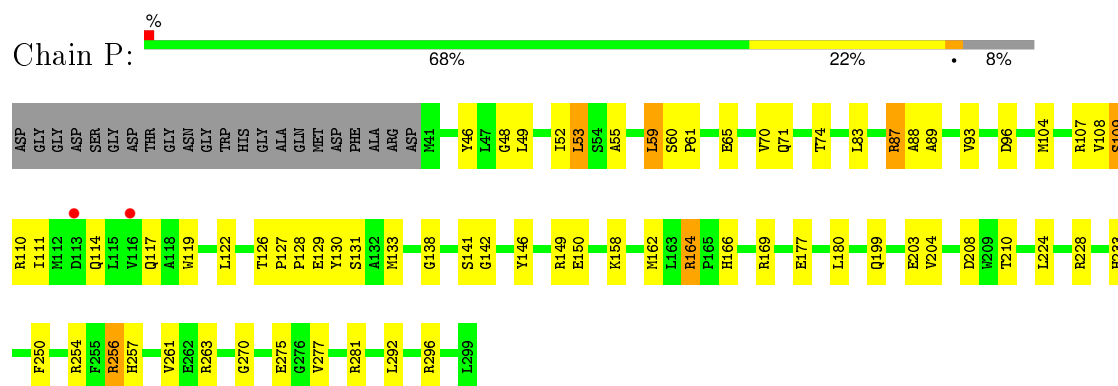 %
Chain P:
68% 22% • 8%
ASP GLY GLY ASP SER GLY ASP THR GLY ASN GLY TRP HIS GLY ALA GLN MET ASP PHE ALA ARG ASP M41 Y46 L47 G48 L49 I52 L53 S54 A55 L59 S60 P61 E65 V70 Q71 T74 L83 R87 A88 A89 V93 D96 M104 R107 V108 S109
R110 I111 M112 D113 Q114 L115 V116 Q117 A118 W119 L122 T126 P127 P128 E129 Y130 S131 A132 M133 G138 S141 G142 Y146 R149 E150 K158 M162 L163 R164 P165 H166 R169 E177 L180 Q199 E203 V204 D208 W209 T210 L224 R228 H233
F250 R254 F255 R256 H257 V261 E262 R263 G270 E275 G276 V277 R281 L292 R296 L299